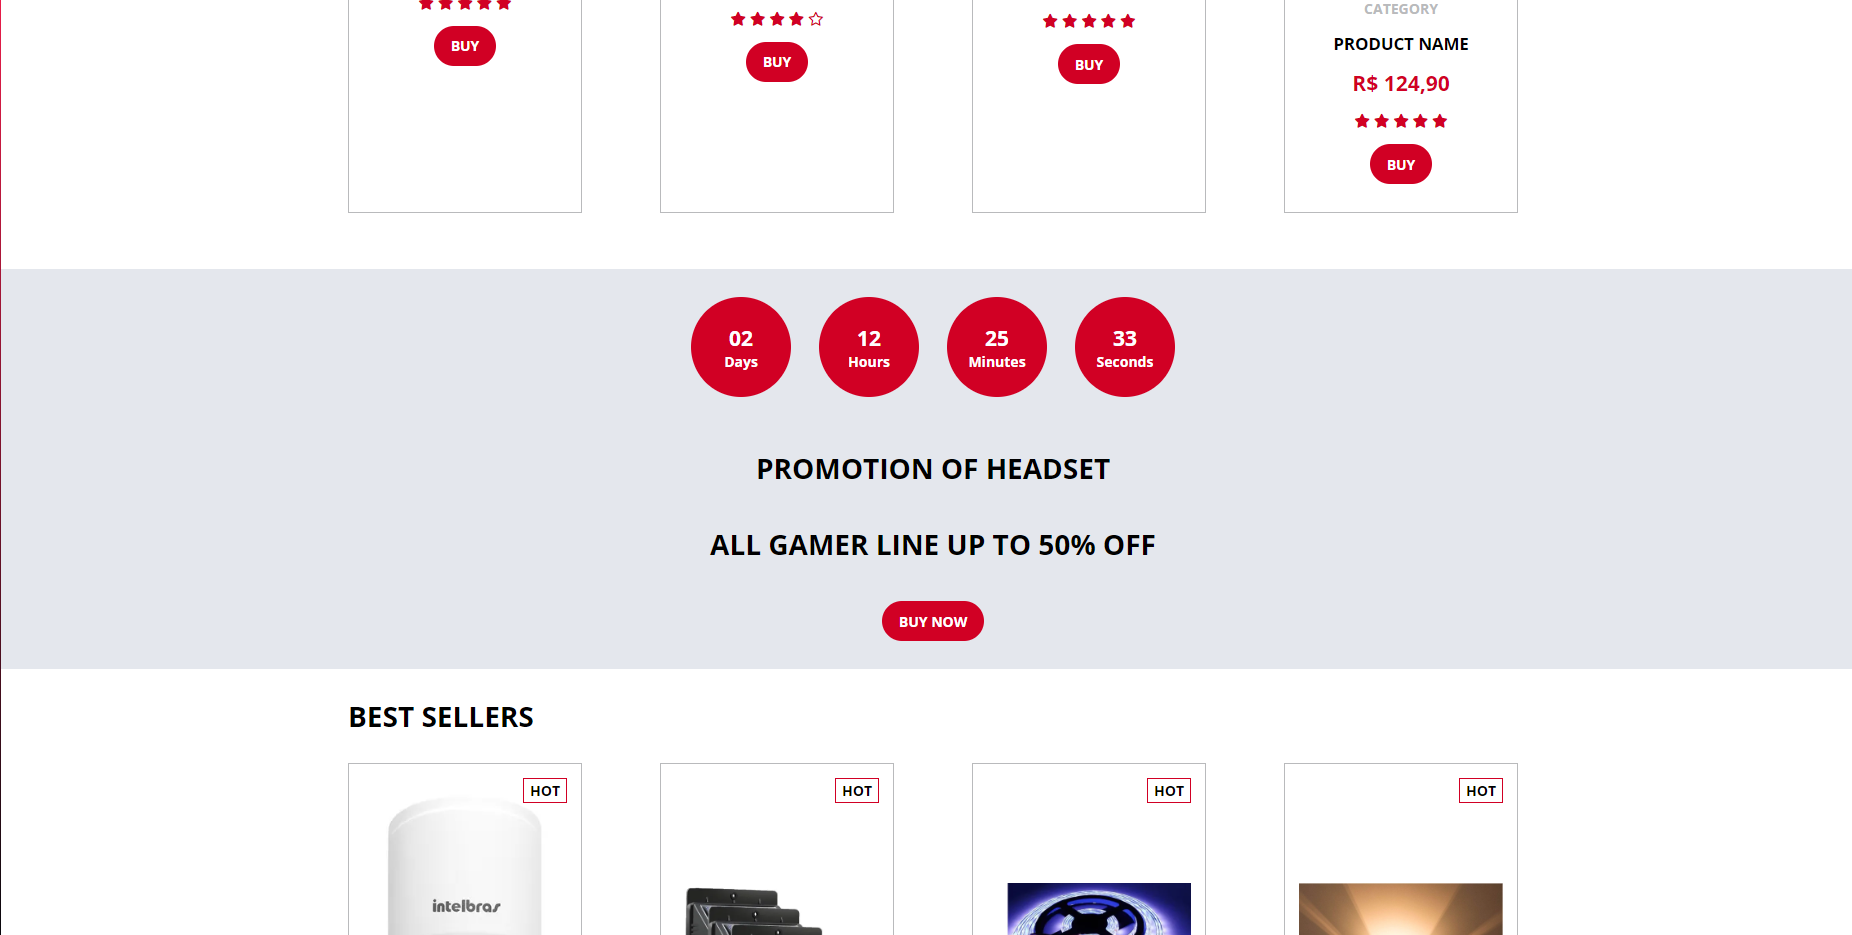 BUY
BUY
BUY
CATEGORY
PRODUCT NAME
R$ 124,90
BUY
02
Days
12
Hours
25
Minutes
33
Seconds
PROMOTION OF HEADSET
ALL GAMER LINE UP TO 50% OFF
BUY NOW
BEST SELLERS
HOT
intelbras
HOT
HOT
HOT